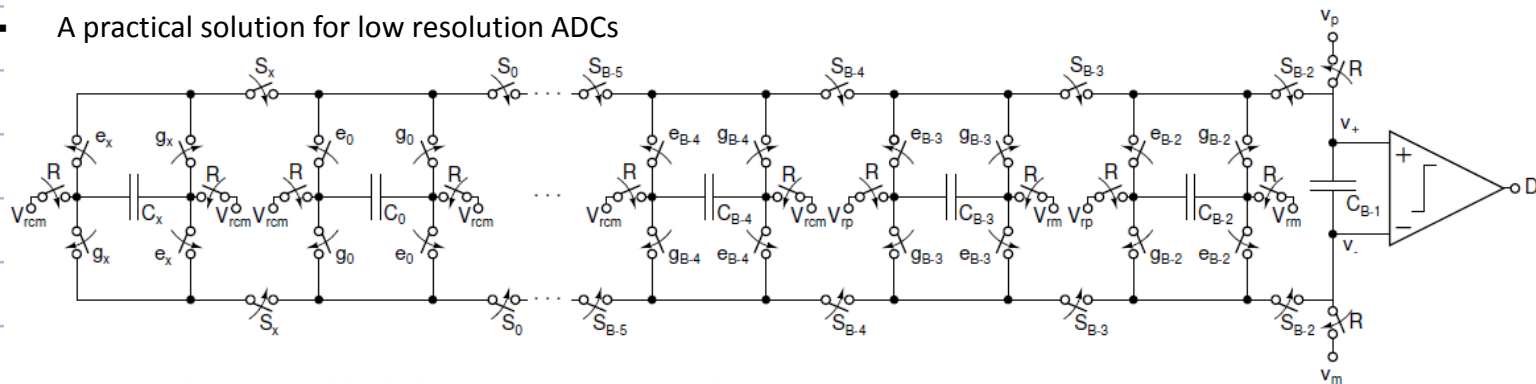 ▪ A practical solution for low resolution ADCs
v_p
S_x S_0 ... S_B-5 S_B-4 S_B-3 S_B-2 R
e_x g_x e_0 g_0 e_B-4 g_B-4 e_B-3 g_B-3 e_B-2 g_B-2 v_+
R R R R R R R R R R +
V_rcm C_x V_rcm V_rcm C_0 V_rcm ... V_rcm C_B-4 V_rcm V_rp C_B-3 V_rm V_rp C_B-2 V_rm C_B-1 D
g_x e_x g_0 e_0 g_B-4 e_B-4 g_B-3 e_B-3 g_B-2 e_B-2 v_- −
S_x S_0 ... S_B-5 S_B-4 S_B-3 S_B-2 R
v_m